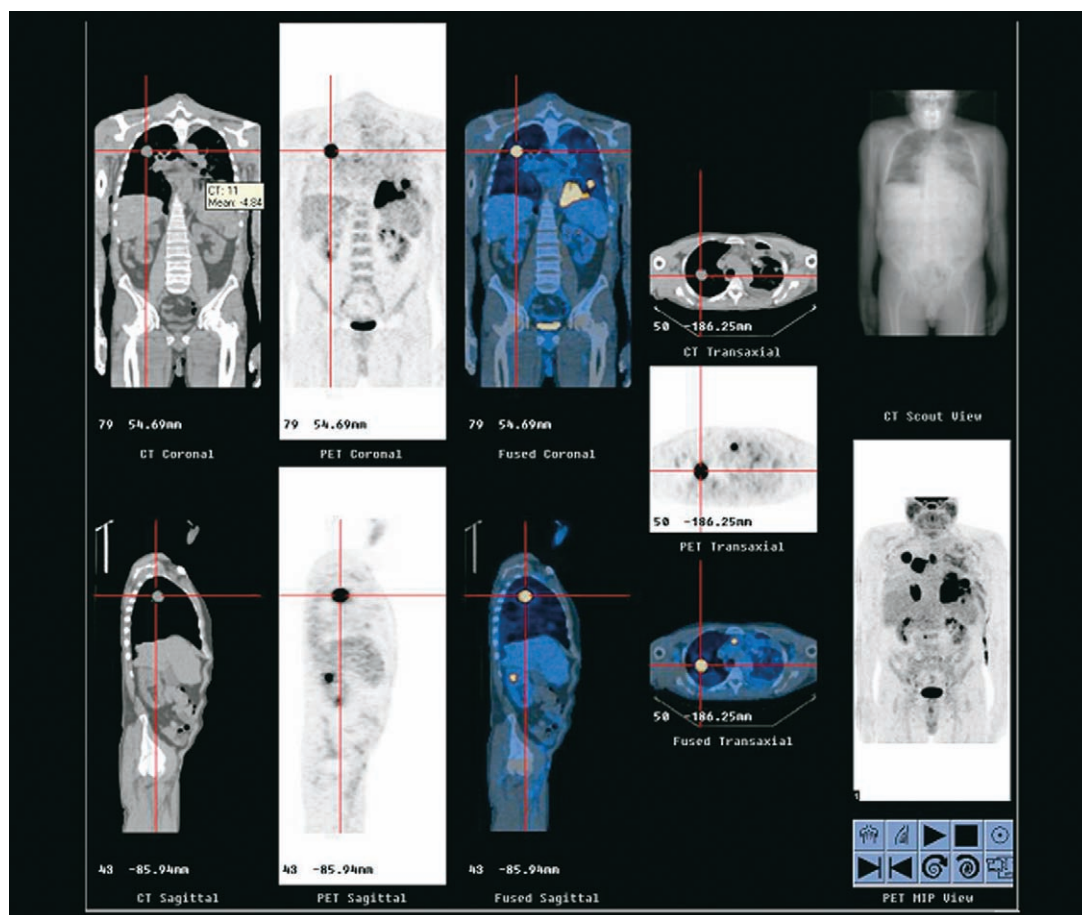 CT: 11
Mean: -4.84
79 54.69mm
CT Coronal
79 54.69mm
PET Coronal
79 54.69mm
Fused Coronal
50 -186.25mm
CT Transaxial
CT Scout View
50 -186.25mm
PET Transaxial
50 -186.25mm
Fused Transaxial
43 -85.94mm
CT Sagittal
43 -85.94mm
PET Sagittal
43 -85.94mm
Fused Sagittal
1
PET MIP View